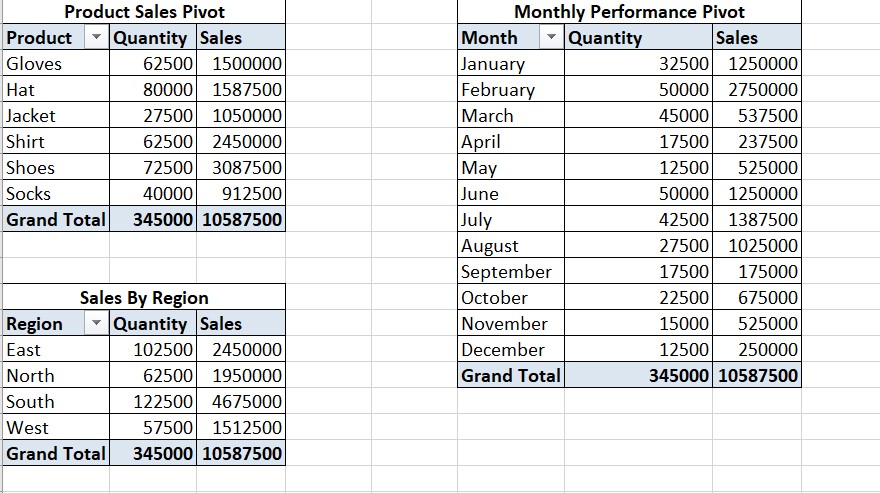 Product Sales Pivot
Product Quantity Sales
Gloves 62500 1500000
Hat 80000 1587500
Jacket 27500 1050000
Shirt 62500 2450000
Shoes 72500 3087500
Socks 40000 912500
Grand Total 345000 10587500
Sales By Region
Region Quantity Sales
East 102500 2450000
North 62500 1950000
South 122500 4675000
West 57500 1512500
Grand Total 345000 10587500
Monthly Performance Pivot
Month Quantity Sales
January 32500 1250000
February 50000 2750000
March 45000 537500
April 17500 237500
May 12500 525000
June 50000 1250000
July 42500 1387500
August 27500 1025000
September 17500 175000
October 22500 675000
November 15000 525000
December 12500 250000
Grand Total 345000 10587500